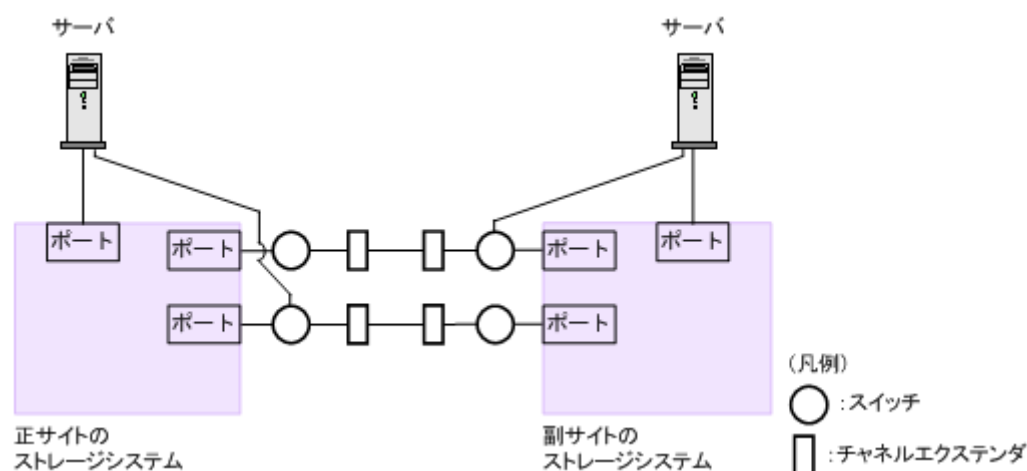 サーバ
サーバ
ポート
ポート
ポート
ポート
ポート
ポート
正サイトの
ストレージシステム
副サイトの
ストレージシステム
(凡例)
:スイッチ
:チャネルエクステンダ